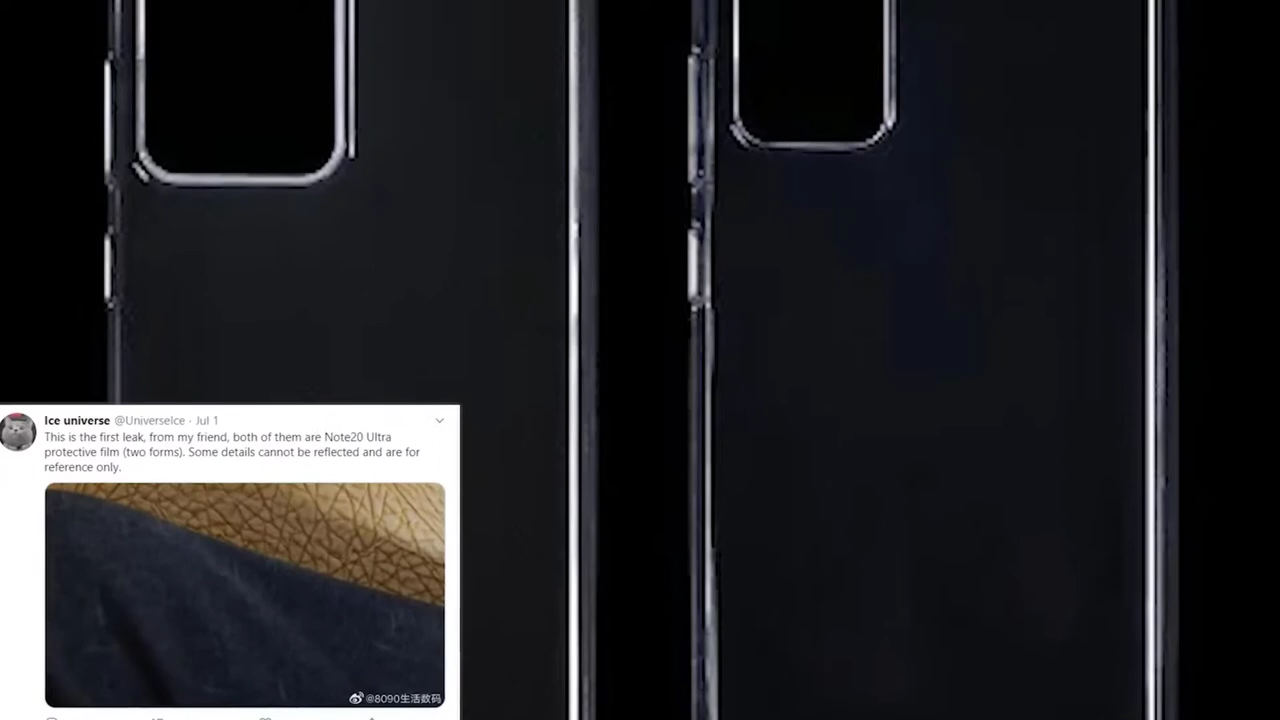 Ice universe @UniverseIce · Jul 1
This is the first leak, from my friend, both of them are Note20 Ultra
protective film (two forms). Some details cannot be reflected and are for
reference only.
@8090生活数码